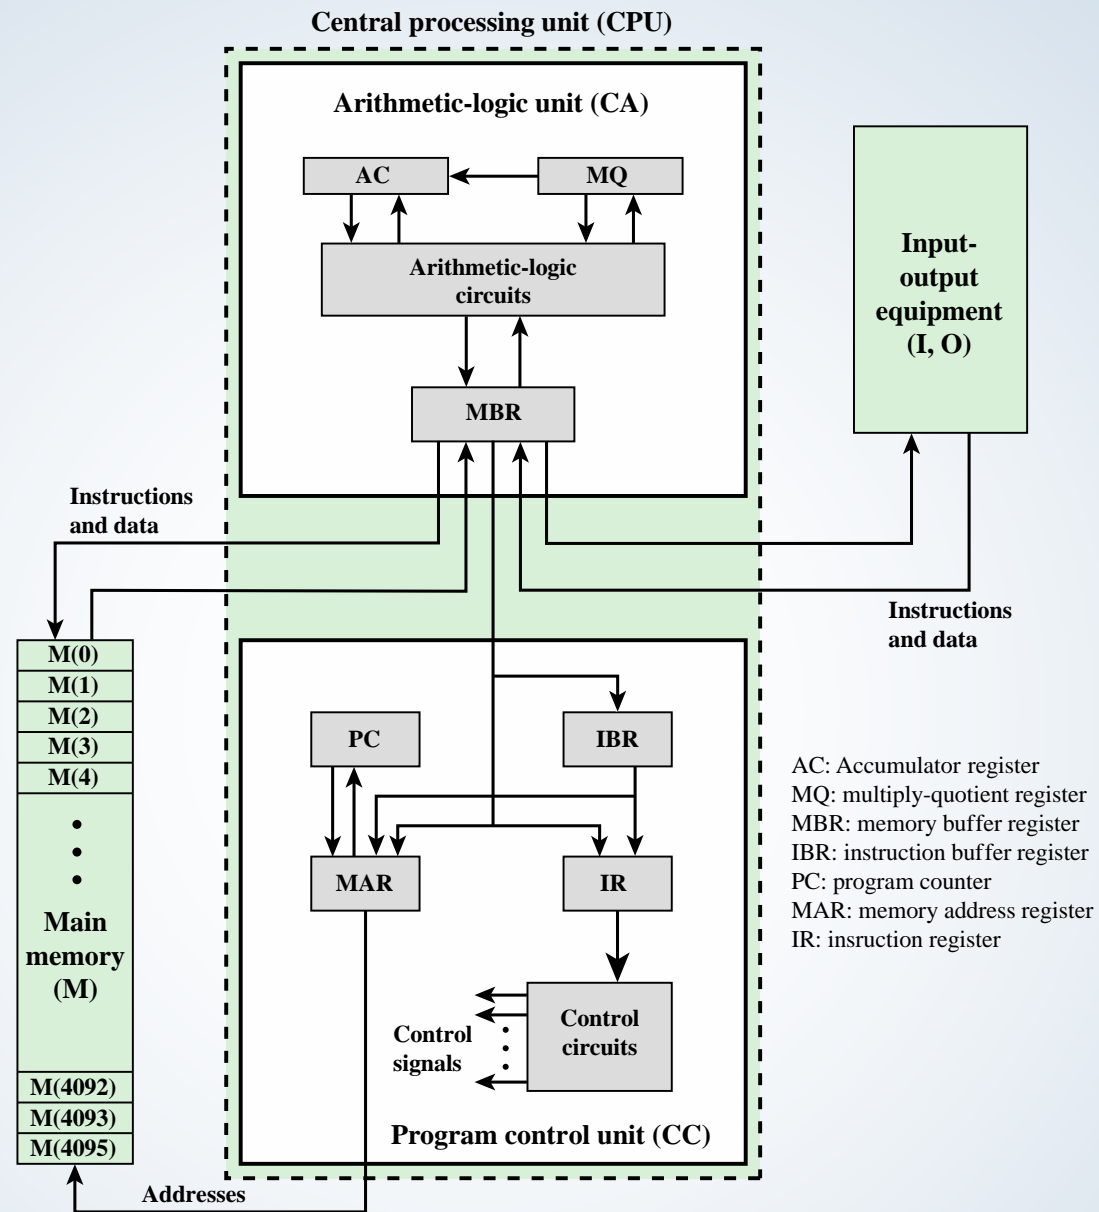 Central processing unit (CPU)
Arithmetic-logic unit (CA)
AC
MQ
Arithmetic-logic
circuits
MBR
Input-
output
equipment
(I, O)
Instructions
and data
Instructions
and data
M(0)
M(1)
M(2)
M(3)
M(4)
Main
memory
(M)
M(4092)
M(4093)
M(4095)
PC
IBR
MAR
IR
Control
signals
Control
circuits
Program control unit (CC)
Addresses
AC: Accumulator register
MQ: multiply-quotient register
MBR: memory buffer register
IBR: instruction buffer register
PC: program counter
MAR: memory address register
IR: insruction register